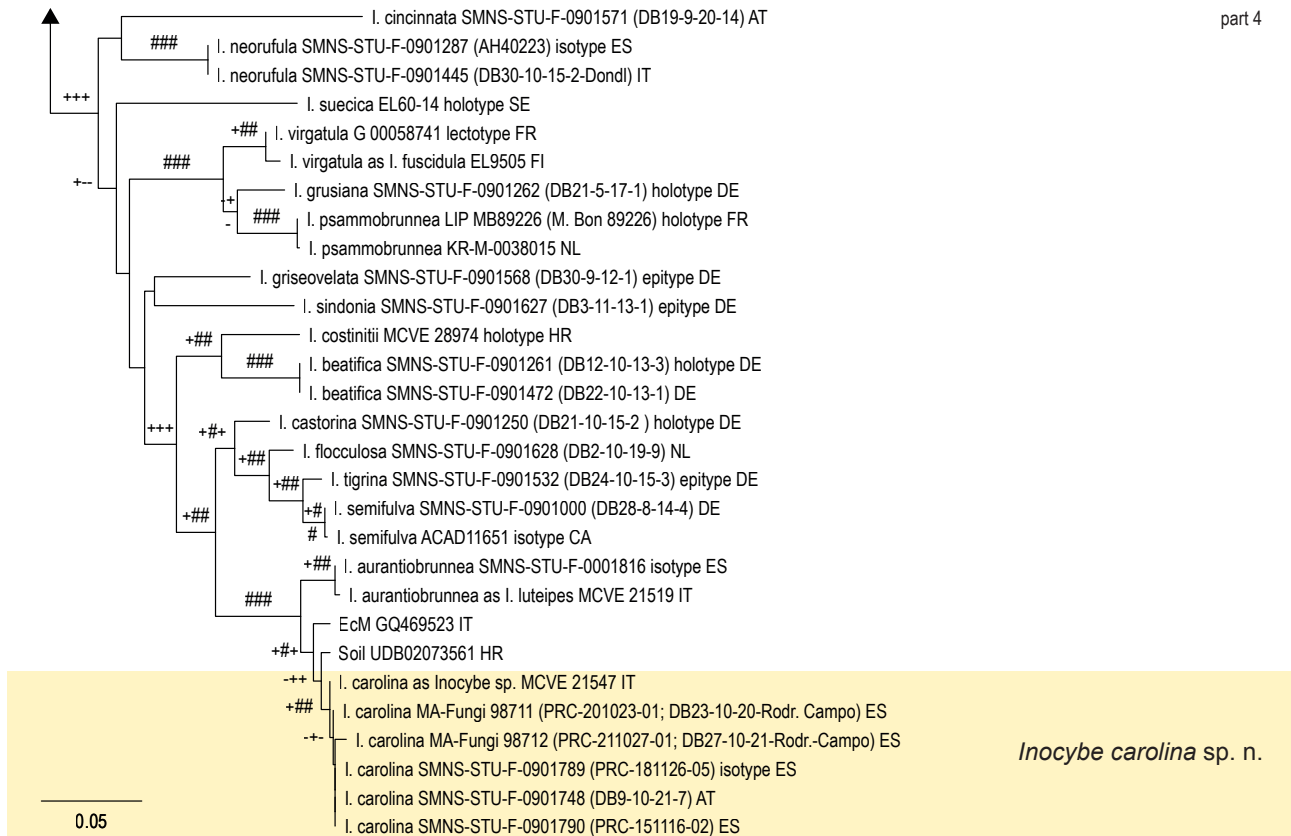 I. cincinnata SMNS-STU-F-0901571 (DB19-9-20-14) AT
part 4
###
I. neorufula SMNS-STU-F-0901287 (AH40223) isotype ES
I. neorufula SMNS-STU-F-0901445 (DB30-10-15-2-Dondl) IT
+++
I. suecica EL60-14 holotype SE
+##
I. virgatula G 00058741 lectotype FR
###
I. virgatula as I. fuscidula EL9505 FI
+--
I. grusiana SMNS-STU-F-0901262 (DB21-5-17-1) holotype DE
-+
-
###
I. psammobrunnea LIP MB89226 (M. Bon 89226) holotype FR
I. psammobrunnea KR-M-0038015 NL
I. griseovelata SMNS-STU-F-0901568 (DB30-9-12-1) epitype DE
I. sindonia SMNS-STU-F-0901627 (DB3-11-13-1) epitype DE
+##
I. costinitii MCVE 28974 holotype HR
###
I. beatifica SMNS-STU-F-0901261 (DB12-10-13-3) holotype DE
I. beatifica SMNS-STU-F-0901472 (DB22-10-13-1) DE
+++
+#+
I. castorina SMNS-STU-F-0901250 (DB21-10-15-2 ) holotype DE
+##
I. flocculosa SMNS-STU-F-0901628 (DB2-10-19-9) NL
+##
I. tigrina SMNS-STU-F-0901532 (DB24-10-15-3) epitype DE
+#
#
I. semifulva SMNS-STU-F-0901000 (DB28-8-14-4) DE
+##
I. semifulva ACAD11651 isotype CA
+##
I. aurantiobrunnea SMNS-STU-F-0001816 isotype ES
###
I. aurantiobrunnea as I. luteipes MCVE 21519 IT
EcM GQ469523 IT
+#+
Soil UDB02073561 HR
-++
I. carolina as Inocybe sp. MCVE 21547 IT
+##
I. carolina MA-Fungi 98711 (PRC-201023-01; DB23-10-20-Rodr. Campo) ES
-+-
I. carolina MA-Fungi 98712 (PRC-211027-01; DB27-10-21-Rodr.-Campo) ES
Inocybe carolina sp. n.
I. carolina SMNS-STU-F-0901789 (PRC-181126-05) isotype ES
I. carolina SMNS-STU-F-0901748 (DB9-10-21-7) AT
0.05
I. carolina SMNS-STU-F-0901790 (PRC-151116-02) ES